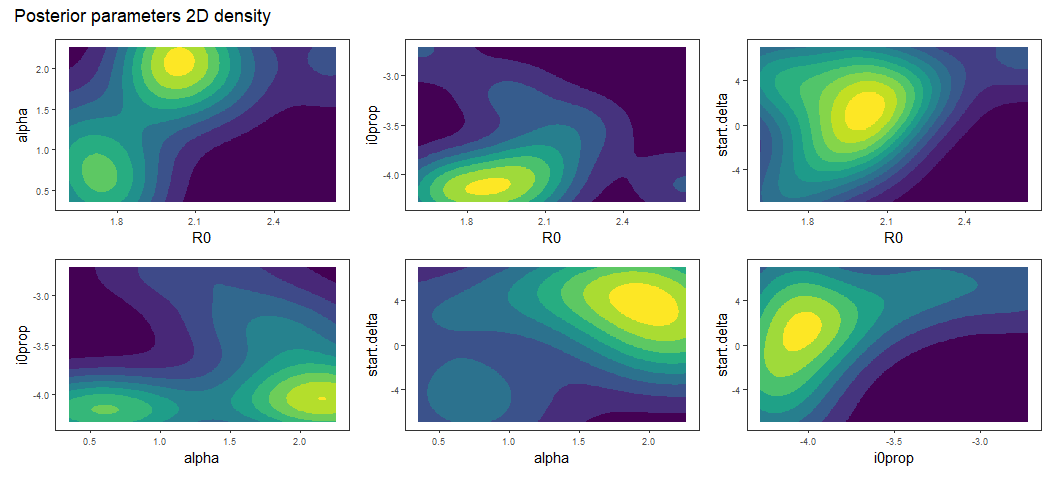 Posterior parameters 2D density
2.0
1.5
1.0
0.5
alpha
1.8 2.1 2.4
R0
-3.0
-3.5
-4.0
i0prop
1.8 2.1 2.4
R0
4
0
-4
start.delta
1.8 2.1 2.4
R0
-3.0
-3.5
-4.0
i0prop
0.5 1.0 1.5 2.0
alpha
4
0
-4
start.delta
0.5 1.0 1.5 2.0
alpha
4
0
-4
start.delta
-4.0 -3.5 -3.0
i0prop